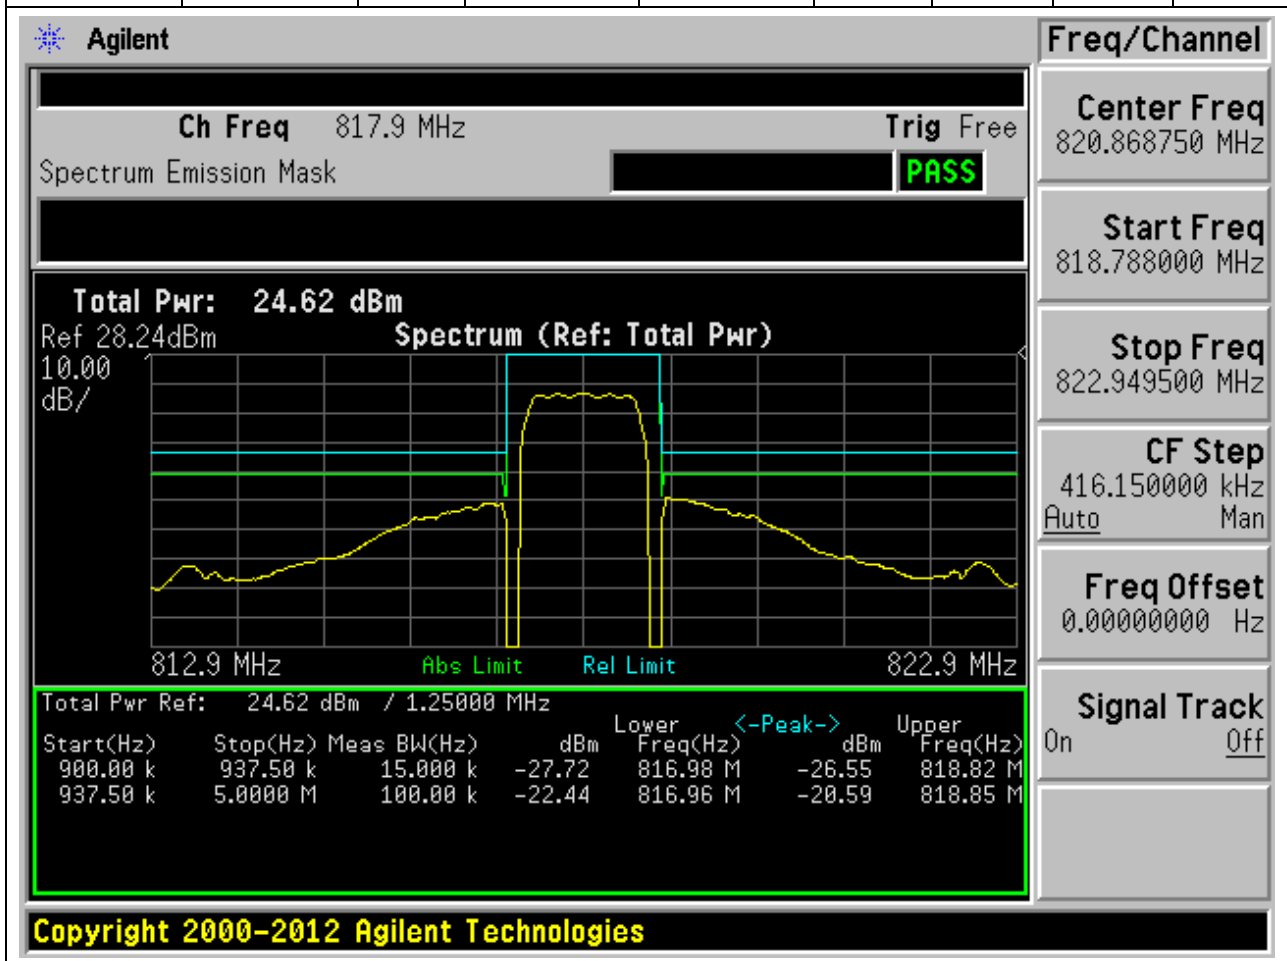 Agilent
Freq/Channel
Ch Freq 817.9 MHz Trig Free
Spectrum Emission Mask PASS
Total Pwr: 24.62 dBm
Ref 28.24dBm Spectrum (Ref: Total Pwr)
10.00
dB/
812.9 MHz Abs Limit Rel Limit 822.9 MHz
Total Pwr Ref: 24.62 dBm / 1.25000 MHz
Lower <-Peak-> Upper
Start(Hz) Stop(Hz) Meas BW(Hz) dBm Freq(Hz) dBm Freq(Hz)
900.00 k 937.50 k 15.000 k -27.72 816.98 M -26.55 818.82 M
937.50 k 5.0000 M 100.00 k -22.44 816.96 M -20.59 818.85 M
Center Freq
820.868750 MHz
Start Freq
818.788000 MHz
Stop Freq
822.949500 MHz
CF Step
416.150000 kHz
Auto Man
Freq Offset
0.00000000 Hz
Signal Track
On Off
Copyright 2000-2012 Agilent Technologies